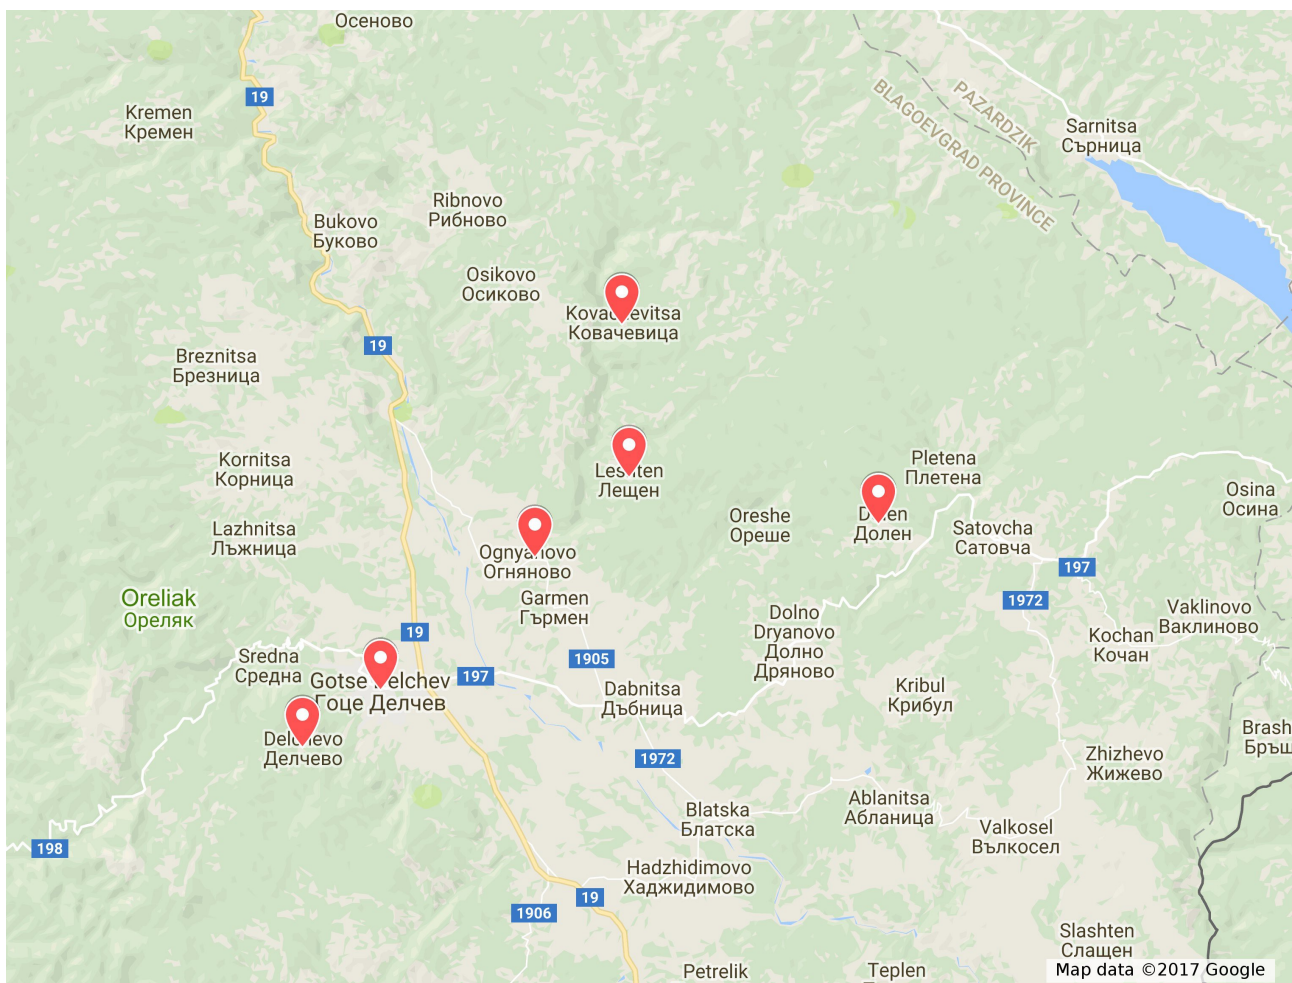 Осеново
19
Kremen
Кремен
PAZARDZIK
BLAGOEVGRAD PROVINCE
Sarnitsa
Сърница
Ribnovo
Рибново
Bukovo
Буково
Osikovo
Осиково
Ковачевица
19
Breznitsa
Брезница
Kornitsa
Корница
Лещен
Pletena
Плетена
Osina
Осина
Oreshe
Ореше
Долен
Satovcha
Сатовча
Lazhnitsa
Лъжница
Огняново
197
1972
Oreliak
Ореляк
Garmen
Гърмен
Dolno
Dryanovo
Долно
Дряново
Vaklinovo
Ваклиново
Kochan
Кочан
19
Sredna
Средна
1905
197
Gotse Delchev
Гоце Делчев
Dabnitsa
Дъбница
Kribul
Крибул
Делчево
1972
Brash
Бръщ
Zhizhevo
Жижево
Blatska
Блатска
Ablanitsa
Абланица
Valkosel
Вълкосел
198
Hadzhidimovo
Хаджидимово
19
1906
Slashten
Слащен
Petrelik
Teplen
Map data ©2017 Google